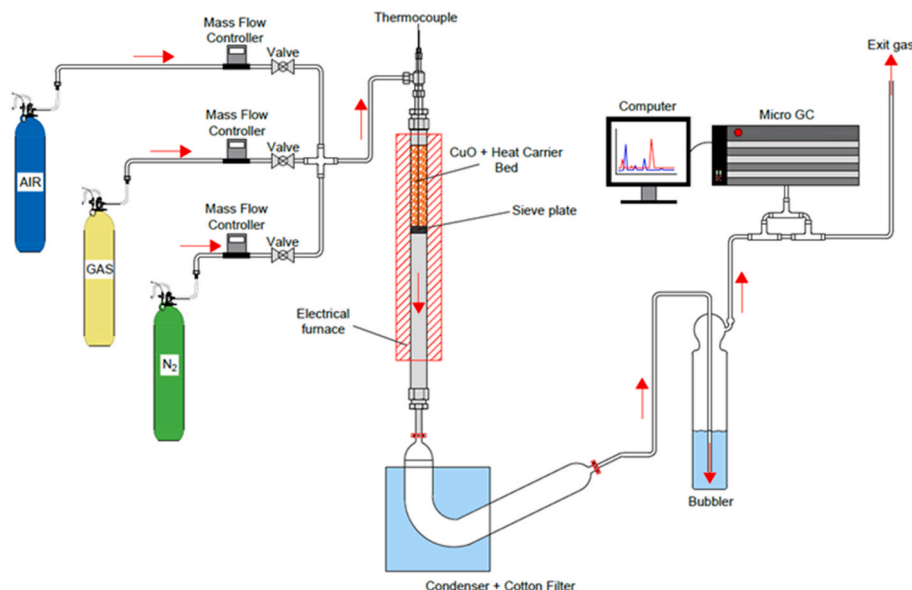 Thermocouple
Mass Flow
Controller
Valve
Exit gas
Mass Flow
Controller
Valve
Computer
Micro GC
AIR
CuO + Heat Carrier
Bed
Mass Flow
Controller
Valve
Sieve plate
GAS
Electrical
furnace
N2
Bubbler
Condenser + Cotton Filter